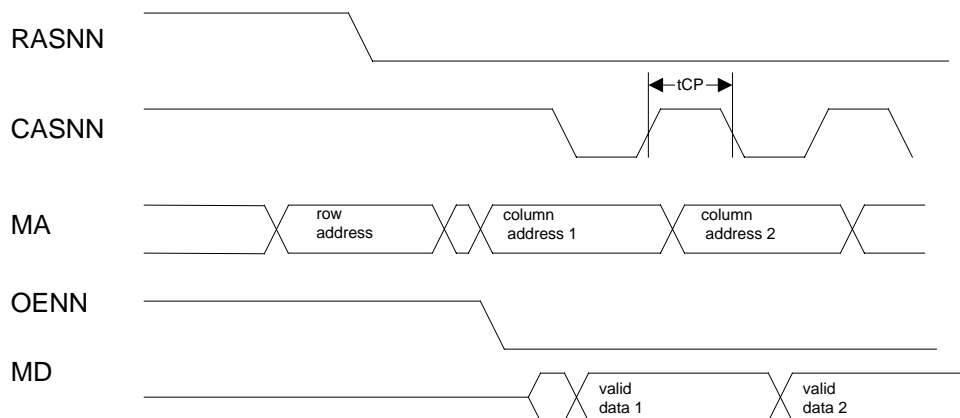 RASNN
tCP
CASNN
MA
row
address
column
address 1
column
address 2
OENN
MD
valid
data 1
valid
data 2